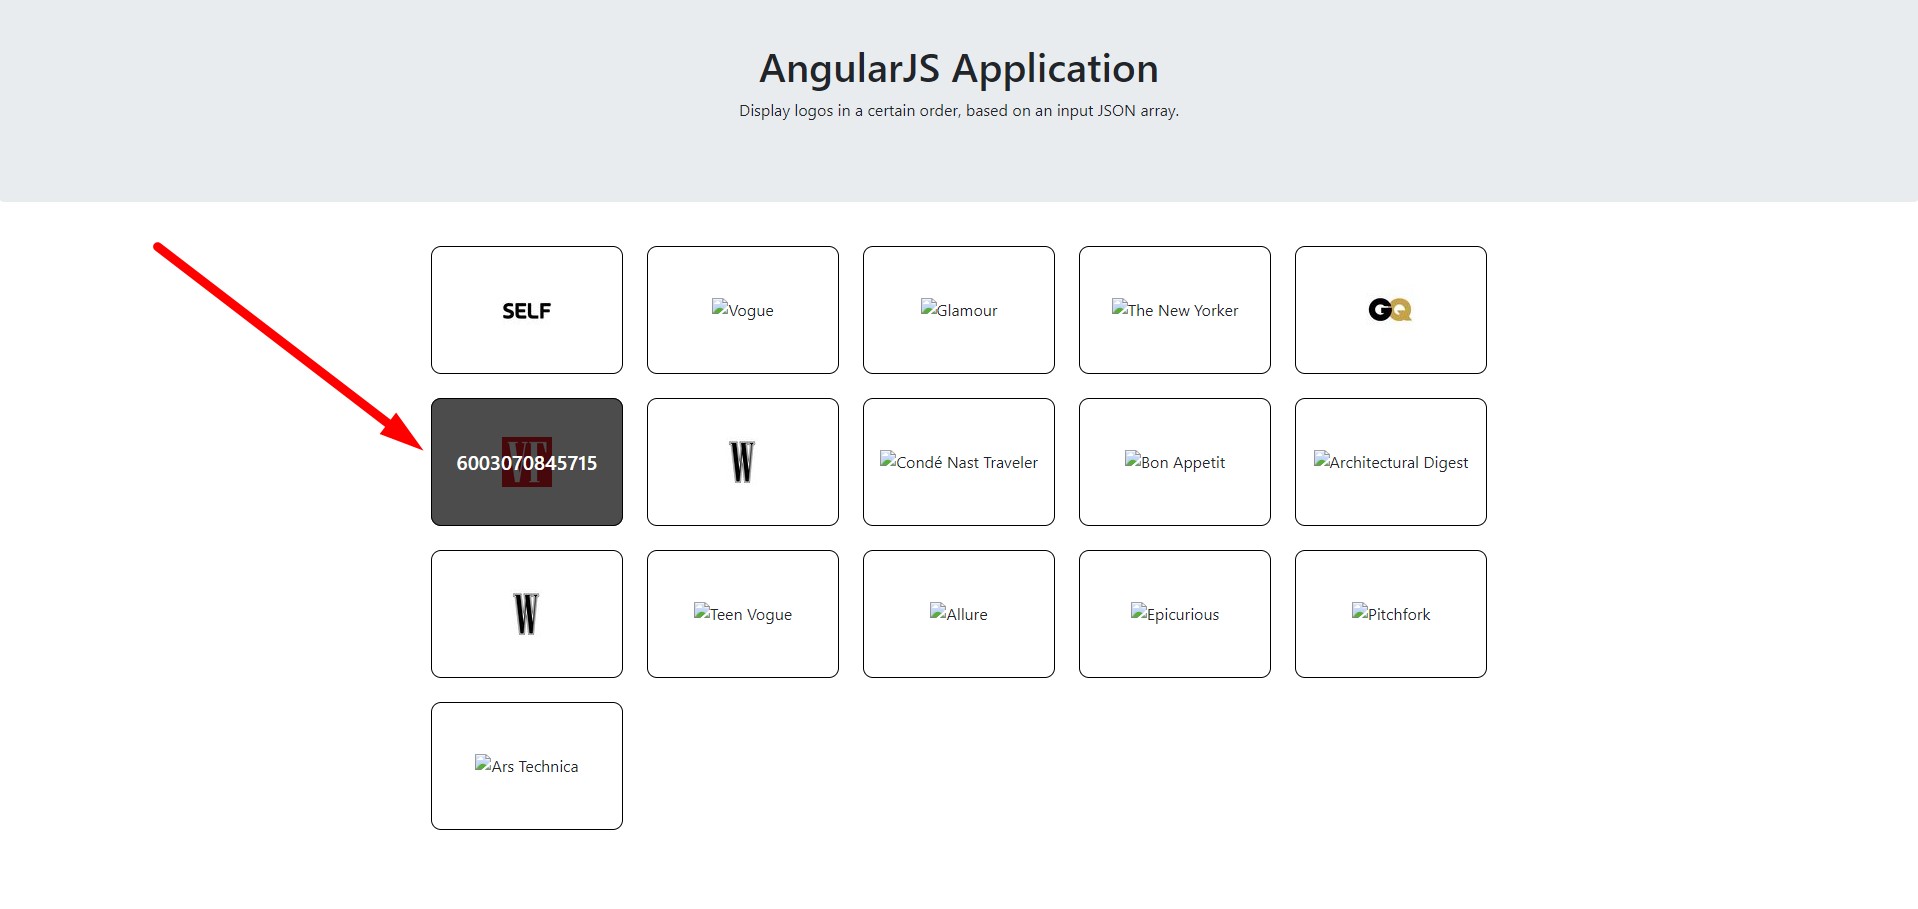 AngularJS Application
Display logos in a certain order, based on an input JSON array.
SELF
Vogue
Glamour
The New Yorker
GQ
VF
6003070845715
W
Condé Nast Traveler
Bon Appetit
Architectural Digest
W
Teen Vogue
Allure
Epicurious
Pitchfork
Ars Technica